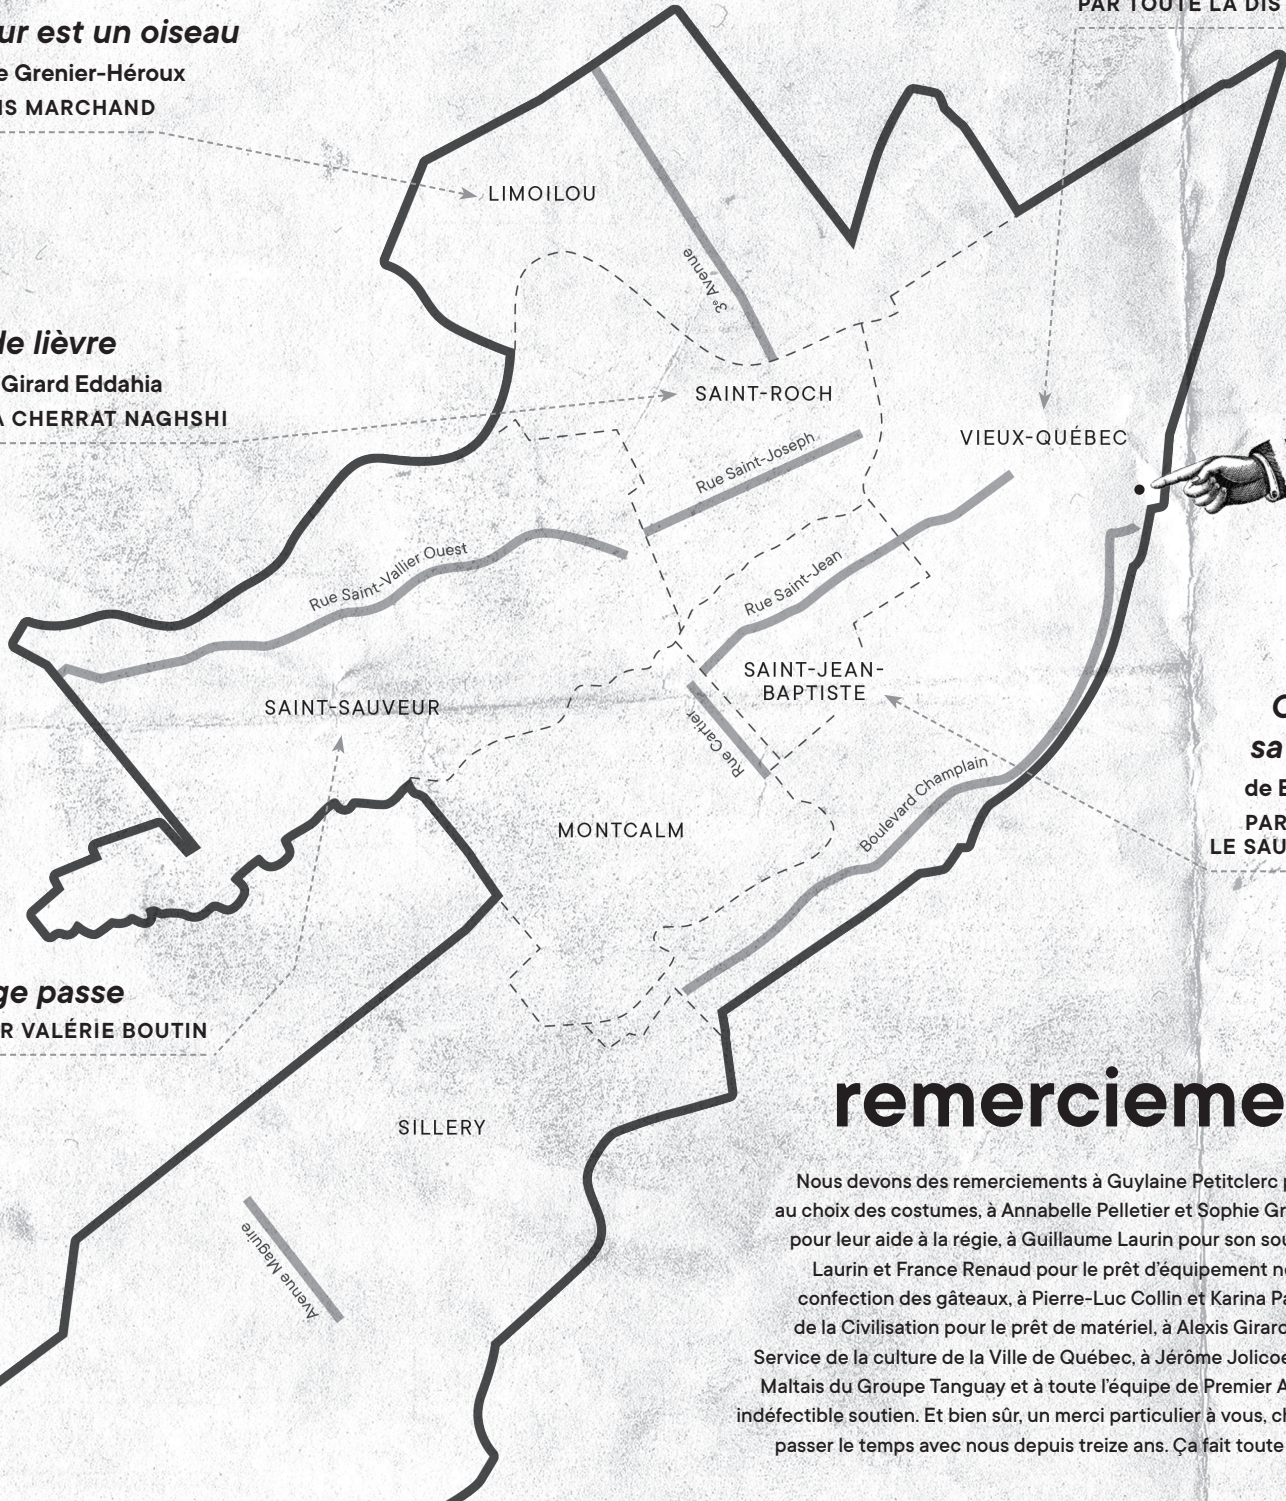 PAR TOUTE LA DIS
ur est un oiseau
e Grenier-Héroux
IS MARCHAND
LIMOILOU
3e Avenue
de lièvre
Girard Eddahia
A CHERRAT NAGHSHI
SAINT-ROCH
VIEUX-QUÉBEC
Rue Saint-Joseph
Rue Saint-Vallier Ouest
Rue Saint-Jean
SAINT-JEAN-
BAPTISTE
SAINT-SAUVEUR
Rue Cartier
MONTCALM
Boulevard Champlain
sa
de
PAR
LE SAU
ge passe
R VALÉRIE BOUTIN
SILLERY
Avenue Maguire
remercieme
Nous devons des remerciements à Guylaine Petitclerc
au choix des costumes, à Annabelle Pelletier et Sophie Gr
pour leur aide à la régie, à Guillaume Laurin pour son sou
Laurin et France Renaud pour le prêt d'équipement n
confection des gâteaux, à Pierre-Luc Collin et Karina Pa
de la Civilisation pour le prêt de matériel, à Alexis Girard
Service de la culture de la Ville de Québec, à Jérôme Jolicoe
Maltais du Groupe Tanguay et à toute l'équipe de Premier A
indéfectible soutien. Et bien sûr, un merci particulier à vous, ch
passer le temps avec nous depuis treize ans. Ça fait toute